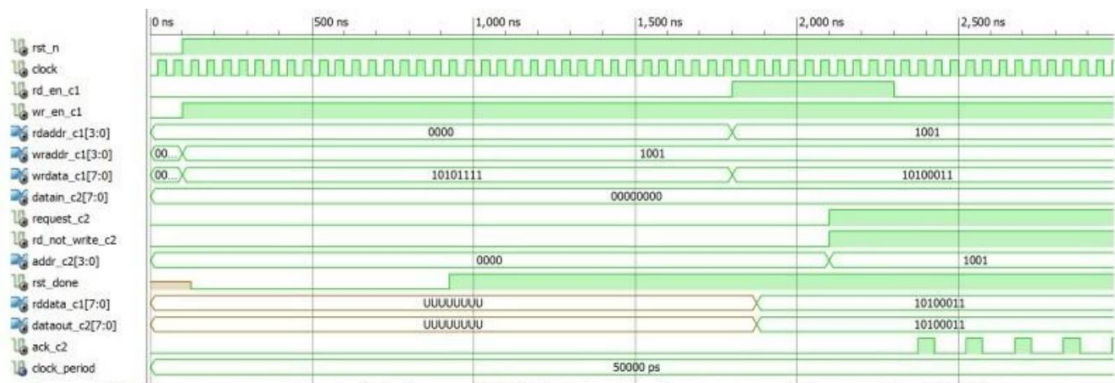 0 ns 500 ns 1,000 ns 1,500 ns 2,000 ns 2,500 ns
rst_n
clock
rd_en_c1
wr_en_c1
rdaddr_c1[3:0] 0000 1001
wraddr_c1[3:0] 00... 1001
wrdata_c1[7:0] 00... 10101111 10100011
datain_c2[7:0] 00000000
request_c2
rd_not_write_c2
addr_c2[3:0] 0000 1001
rst_done
rddata_c1[7:0] UUUUUUUU 10100011
dataout_c2[7:0] UUUUUUUU 10100011
ack_c2
clock_period 50000 ps